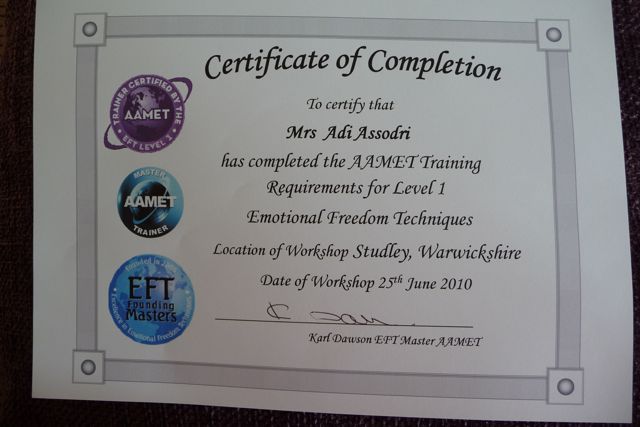 Certificate of Completion
To certify that
Mrs Adi Assodri
has completed the AAMET Training
Requirements for Level 1
Emotional Freedom Techniques
Location of Workshop Studley, Warwickshire
Date of Workshop 25th June 2010
Karl Dawson EFT Master AAMET
TRAINER CERTIFIED BY THE
AAMET
EFT LEVEL 1
MASTER
AAMET
TRAINER
EFT
Founding
Masters